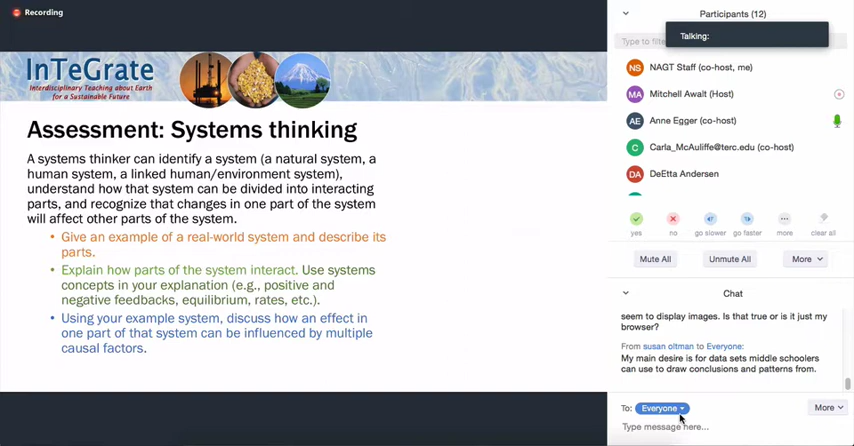 Recording
InTeGrate
Interdisciplinary Teaching about Earth
for a Sustainable Future
Assessment: Systems thinking
A systems thinker can identify a system (a natural system, a
human system, a linked human/environment system),
understand how that system can be divided into interacting
parts, and recognize that changes in one part of the system
will affect other parts of the system.
• Give an example of a real-world system and describe its
parts.
• Explain how parts of the system interact. Use systems
concepts in your explanation (e.g., positive and
negative feedbacks, equilibrium, rates, etc.).
• Using your example system, discuss how an effect in
one part of that system can be influenced by multiple
causal factors.
Participants (12)
Talking:
Type to filte
NS NAGT Staff (co-host, me)
MA Mitchell Awalt (Host)
AE Anne Egger (co-host)
C Carla_McAuliffe@terc.edu (co-host)
DA DeEtta Andersen
yes no go slower go faster more clear all
Mute All Unmute All More
Chat
seem to display images. Is that true or is it just my
browser?
From susan oltman to Everyone:
My main desire is for data sets middle schoolers
can use to draw conclusions and patterns from.
To: Everyone More
Type message here...